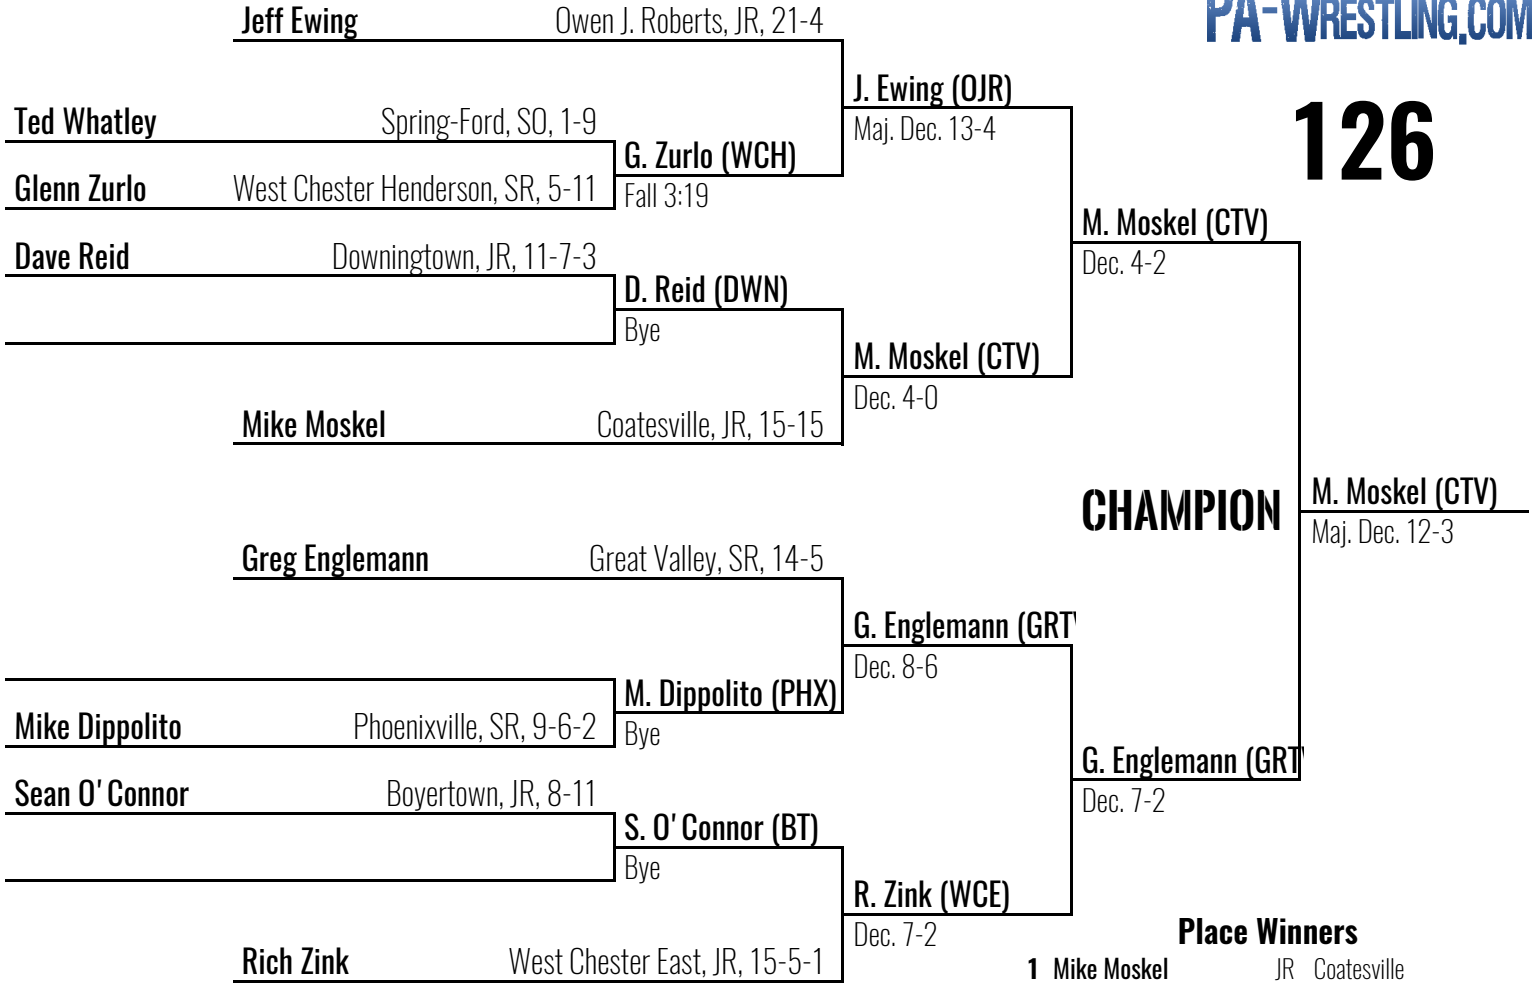 Jeff Ewing Owen J. Roberts, JR, 21-4
PA-WRESTLING.COM
J. Ewing (OJR)
Maj. Dec. 13-4
126
Ted Whatley Spring-Ford, SO, 1-9
G. Zurlo (WCH)
Fall 3:19
Glenn Zurlo West Chester Henderson, SR, 5-11
M. Moskel (CTV)
Dec. 4-2
Dave Reid Downingtown, JR, 11-7-3
D. Reid (DWN)
Bye
M. Moskel (CTV)
Dec. 4-0
Mike Moskel Coatesville, JR, 15-15
CHAMPION
M. Moskel (CTV)
Maj. Dec. 12-3
Greg Englemann Great Valley, SR, 14-5
G. Englemann (GRT
Dec. 8-6
M. Dippolito (PHX)
Bye
Mike Dippolito Phoenixville, SR, 9-6-2
G. Englemann (GRT
Dec. 7-2
Sean O'Connor Boyertown, JR, 8-11
S. O'Connor (BT)
Bye
R. Zink (WCE)
Dec. 7-2
Rich Zink West Chester East, JR, 15-5-1
Place Winners
1 Mike Moskel JR Coatesville